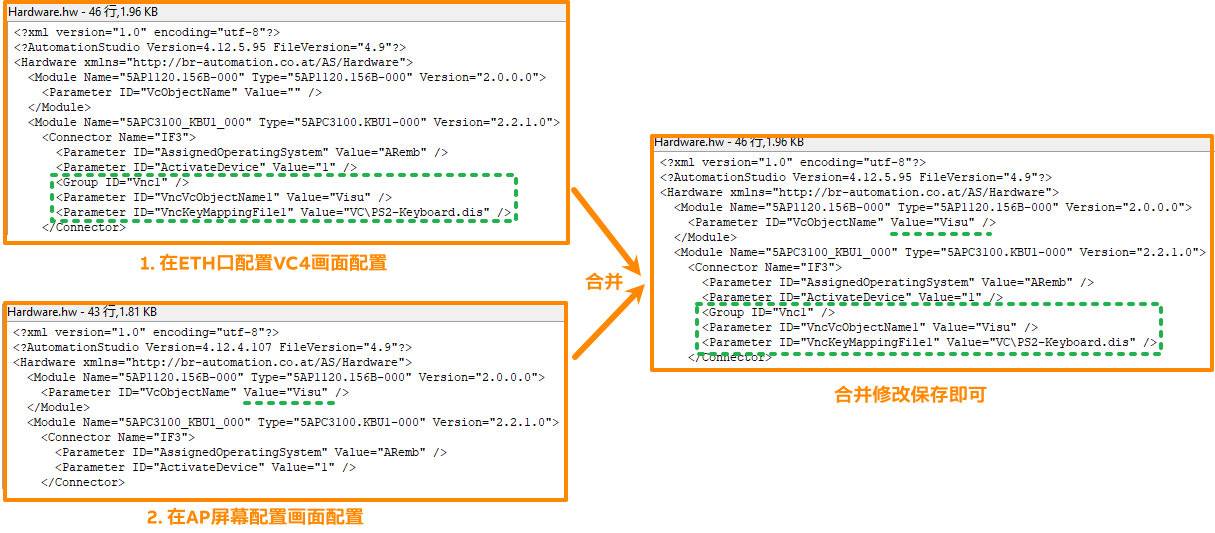 Hardware.hw - 46 行,1.96 KB
<?xml version="1.0" encoding="utf-8"?>
<?AutomationStudio Version=4.12.5.95 FileVersion="4.9"?>
<Hardware xmlns="http://br-automation.co.at/AS/Hardware">
<Module Name="5AP1120.156B-000" Type="5AP1120.156B-000" Version="2.0.0.0">
<Parameter ID="VcObjectName" Value="" />
</Module>
<Module Name="5APC3100_KBU1_000" Type="5APC3100.KBU1-000" Version="2.2.1.0">
<Connector Name="IF3">
<Parameter ID="AssignedOperatingSystem" Value="ARemb" />
<Parameter ID="ActivateDevice" Value="1" />
<Group ID="Vnc1" />
<Parameter ID="VncVcObjectName1" Value="Visu" />
<Parameter ID="VncKeyMappingFile1" Value="VC\PS2-Keyboard.dis" />
</Connector>
1. 在ETH口配置VC4画面配置
Hardware.hw - 43 行,1.81 KB
<?xml version="1.0" encoding="utf-8"?>
<?AutomationStudio Version=4.12.4.107 FileVersion="4.9"?>
<Hardware xmlns="http://br-automation.co.at/AS/Hardware">
<Module Name="5AP1120.156B-000" Type="5AP1120.156B-000" Version="2.0.0.0">
<Parameter ID="VcObjectName" Value="Visu" />
</Module>
<Module Name="5APC3100_KBU1_000" Type="5APC3100.KBU1-000" Version="2.2.1.0">
<Connector Name="IF3">
<Parameter ID="AssignedOperatingSystem" Value="ARemb" />
<Parameter ID="ActivateDevice" Value="1" />
</Connector>
2. 在AP屏幕配置画面配置
合并
Hardware.hw - 46 行,1.96 KB
<?xml version="1.0" encoding="utf-8"?>
<?AutomationStudio Version=4.12.5.95 FileVersion="4.9"?>
<Hardware xmlns="http://br-automation.co.at/AS/Hardware">
<Module Name="5AP1120.156B-000" Type="5AP1120.156B-000" Version="2.0.0.0">
<Parameter ID="VcObjectName" Value="Visu" />
</Module>
<Module Name="5APC3100_KBU1_000" Type="5APC3100.KBU1-000" Version="2.2.1.0">
<Connector Name="IF3">
<Parameter ID="AssignedOperatingSystem" Value="ARemb" />
<Parameter ID="ActivateDevice" Value="1" />
<Group ID="Vnc1" />
<Parameter ID="VncVcObjectName1" Value="Visu" />
<Parameter ID="VncKeyMappingFile1" Value="VC\PS2-Keyboard.dis" />
</Connector>
合并修改保存即可